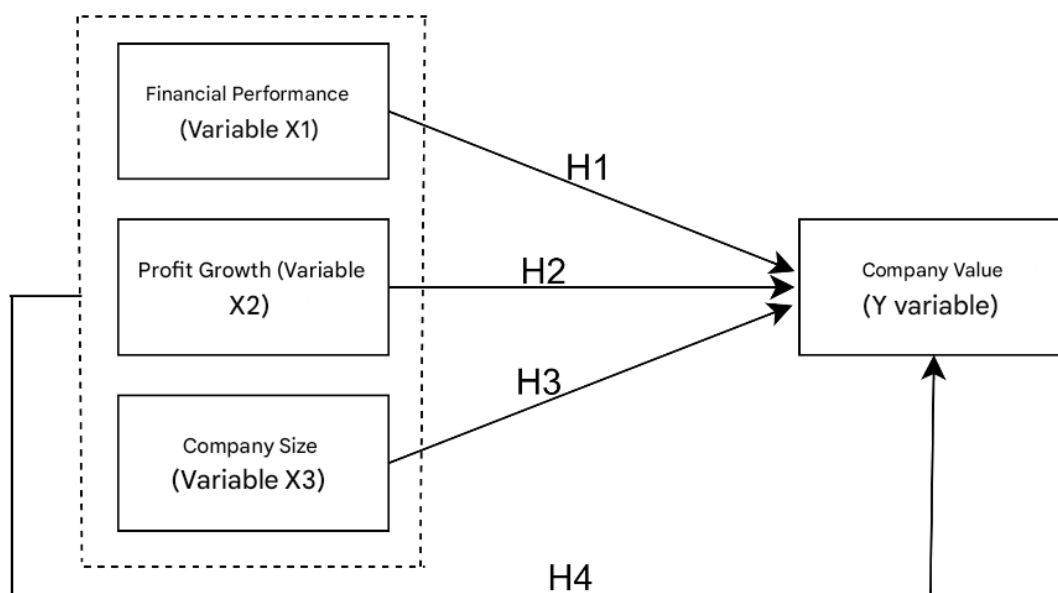 Financial Performance
(Variable X1)
H1
Profit Growth (Variable
X2)
H2
Company Value
(Y variable)
H3
Company Size
(Variable X3)
H4